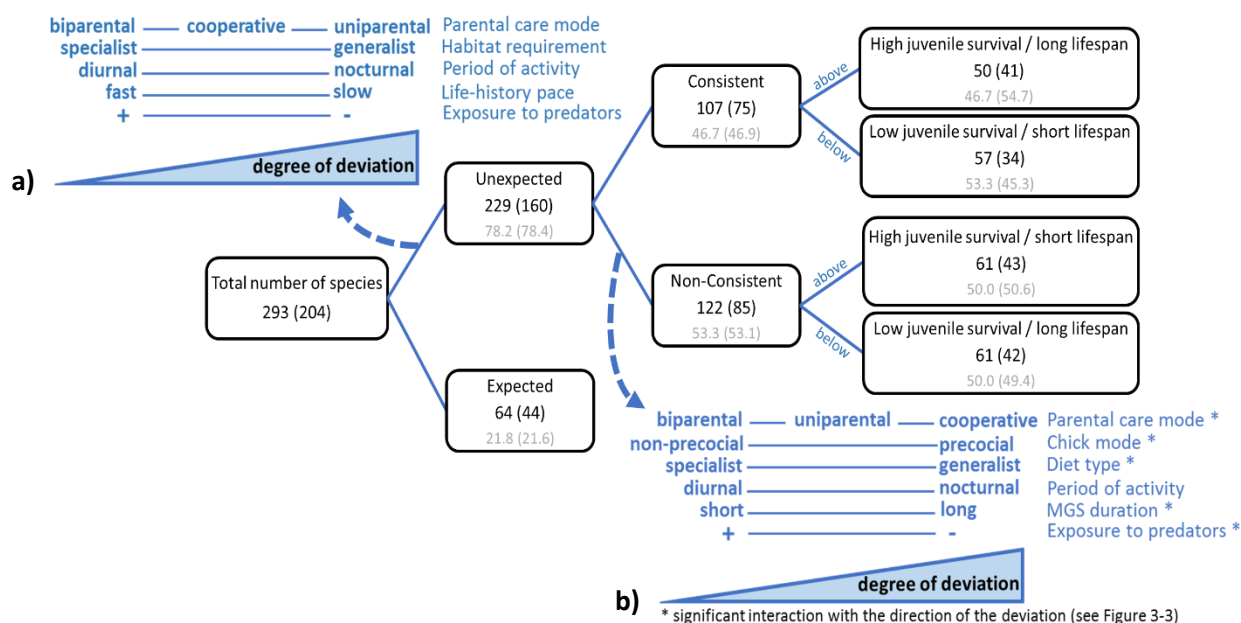 biparental cooperative uniparental Parental care mode
specialist generalist Habitat requirement
diurnal nocturnal Period of activity
fast slow Life-history pace
+ - Exposure to predators
a)
degree of deviation
Total number of species
293 (204)
Unexpected
229 (160)
78.2 (78.4)
Expected
64 (44)
21.8 (21.6)
Consistent
107 (75)
46.7 (46.9)
Non-Consistent
122 (85)
53.3 (53.1)
above
High juvenile survival / long lifespan
50 (41)
46.7 (54.7)
below
Low juvenile survival / short lifespan
57 (34)
53.3 (45.3)
above
High juvenile survival / short lifespan
61 (43)
50.0 (50.6)
below
Low juvenile survival / long lifespan
61 (42)
50.0 (49.4)
biparental uniparental cooperative Parental care mode *
non-precocial precocial Chick mode *
specialist generalist Diet type *
diurnal nocturnal Period of activity
short long MGS duration *
+ - Exposure to predators *
degree of deviation
b)
* significant interaction with the direction of the deviation (see Figure 3-3)